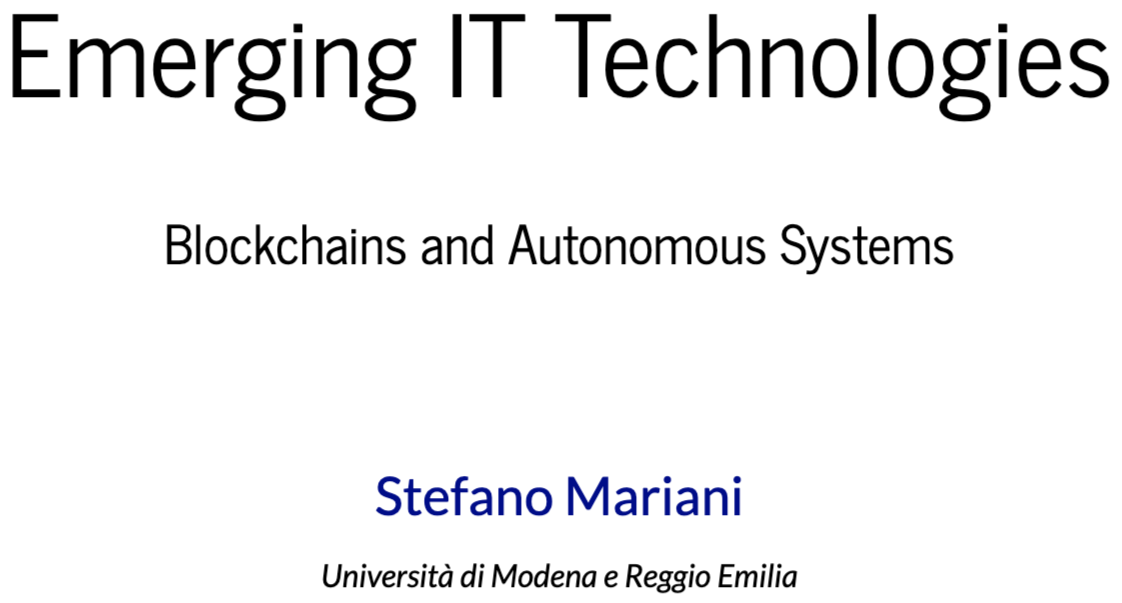 Emerging IT Technologies
Blockchains and Autonomous Systems
Stefano Mariani
Università di Modena e Reggio Emilia